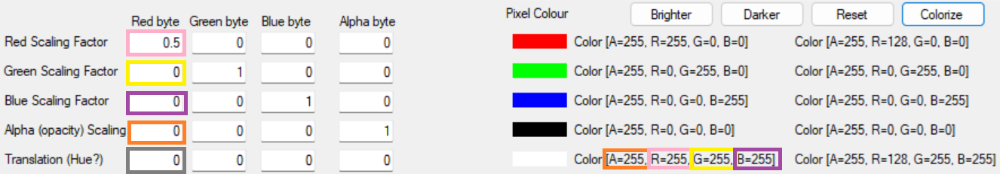 Pixel Colour Brighter Darker Reset Colorize
Red byte Green byte Blue byte Alpha byte
Red Scaling Factor 0.5 0 0 0 Color [A=255, R=255, G=0, B=0] Color [A=255, R=128, G=0, B=0]
Green Scaling Factor 0 1 0 0 Color [A=255, R=0, G=255, B=0] Color [A=255, R=0, G=255, B=0]
Blue Scaling Factor 0 0 1 0 Color [A=255, R=0, G=0, B=255] Color [A=255, R=0, G=0, B=255]
Alpha (opacity) Scaling 0 0 0 1 Color [A=255, R=0, G=0, B=0] Color [A=255, R=0, G=0, B=0]
Translation (Hue?) 0 0 0 0 Color [A=255, R=255, G=255, B=255] Color [A=255, R=128, G=255, B=255]